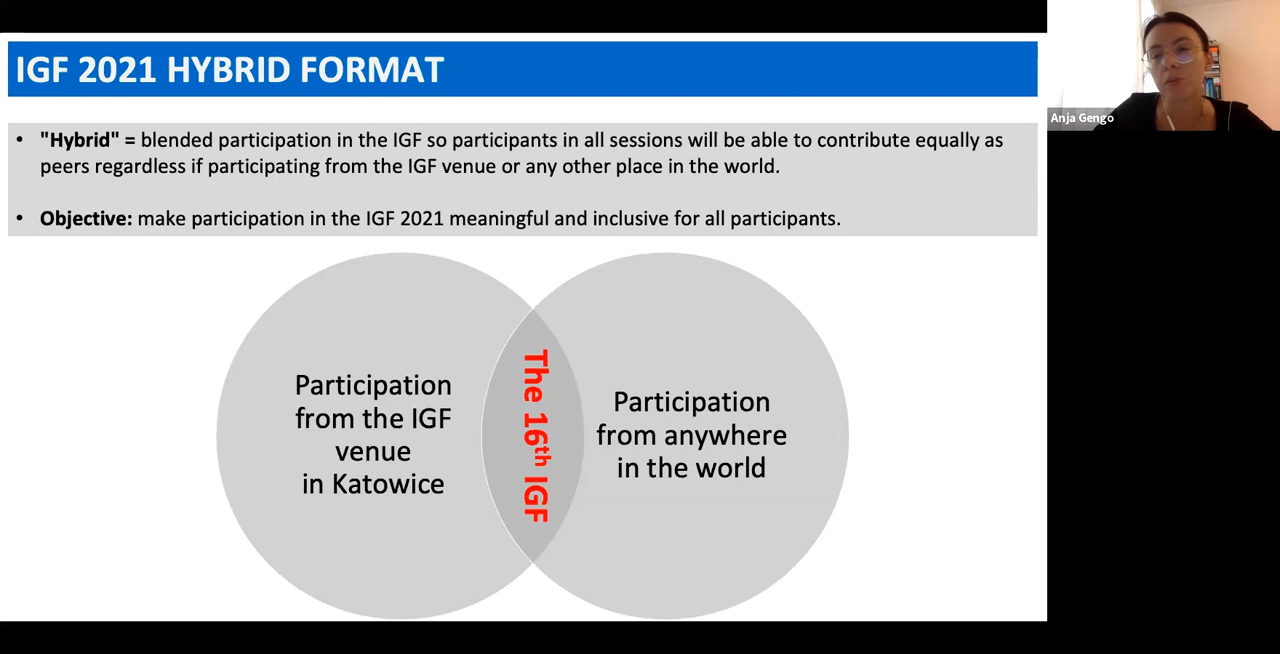 IGF 2021 HYBRID FORMAT
Anja Gengo
• "Hybrid" = blended participation in the IGF so participants in all sessions will be able to contribute equally as
peers regardless if participating from the IGF venue or any other place in the world.
• Objective: make participation in the IGF 2021 meaningful and inclusive for all participants.
Participation
from the IGF
venue
in Katowice
The 16th IGF
Participation
from anywhere
in the world